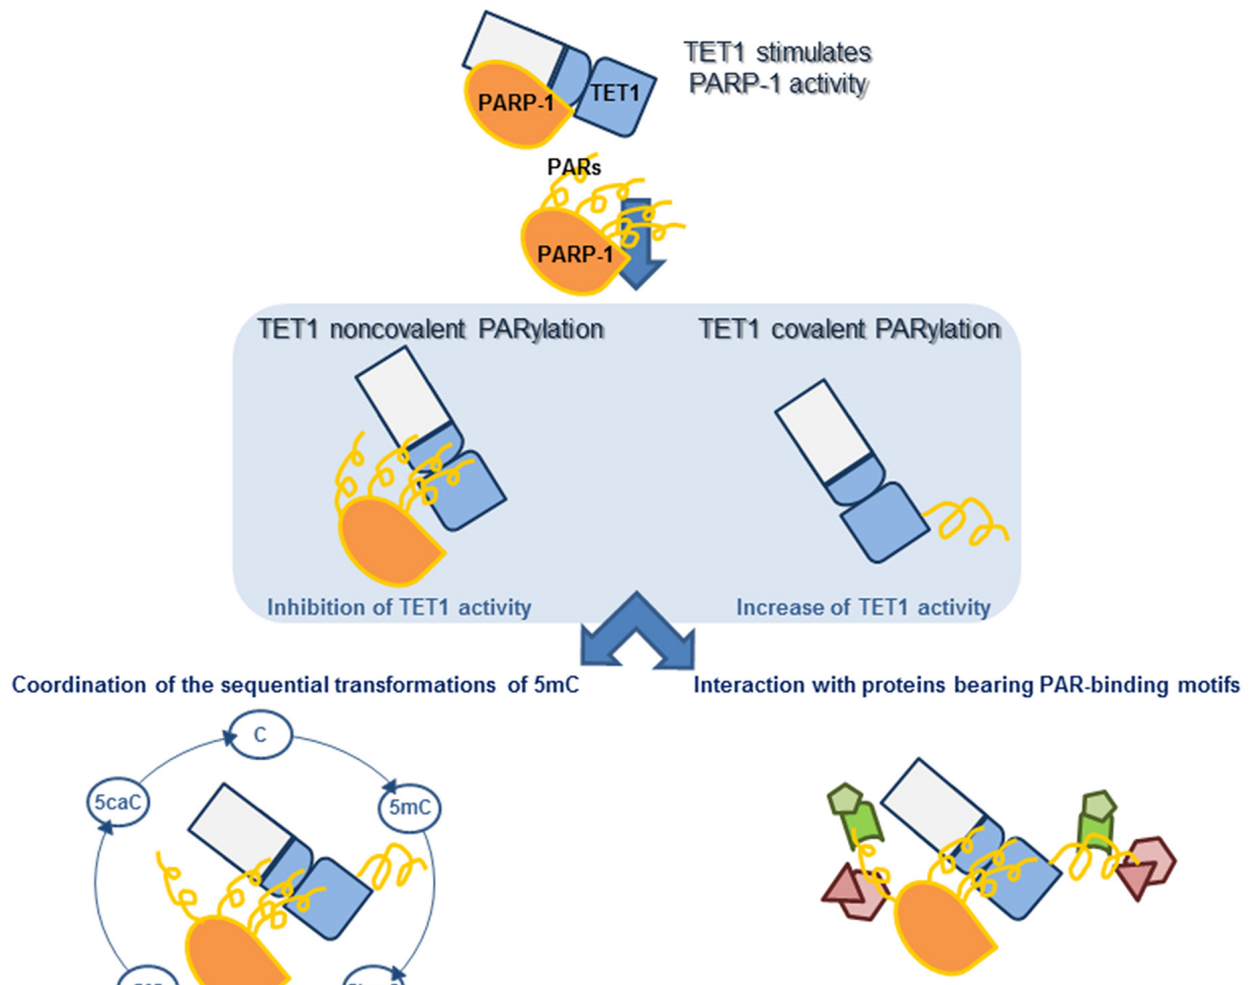 TET1 stimulates
PARP-1 activity
PARP-1
TET1
PARs
PARP-1
TET1 noncovalent PARylation
TET1 covalent PARylation
Inhibition of TET1 activity
Increase of TET1 activity
Coordination of the sequential transformations of 5mC
Interaction with proteins bearing PAR-binding motifs
C
5caC
5mC